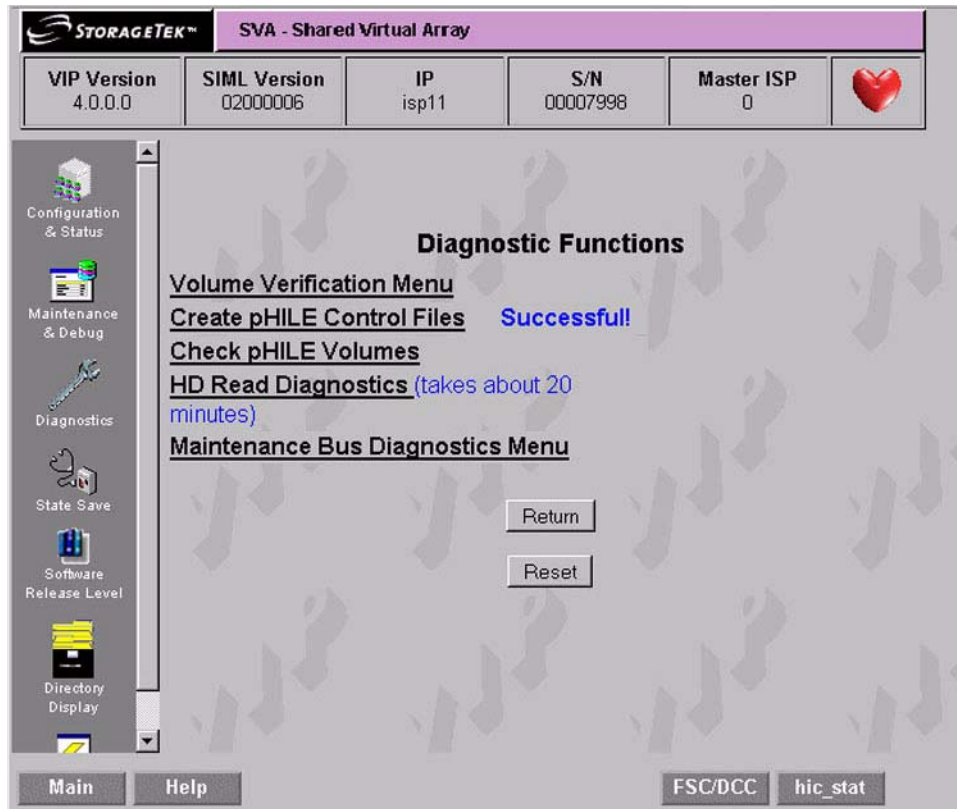 STORAGETEK™ SVA - Shared Virtual Array
VIP Version
4.0.0.0
SIML Version
02000006
IP
isp11
S/N
00007998
Master ISP
0
Configuration
& Status
Maintenance
& Debug
Diagnostics
State Save
Software
Release Level
Directory
Display
Diagnostic Functions
Volume Verification Menu
Create pHILE Control Files Successful!
Check pHILE Volumes
HD Read Diagnostics (takes about 20
minutes)
Maintenance Bus Diagnostics Menu
Return
Reset
Main Help FSC/DCC hic_stat